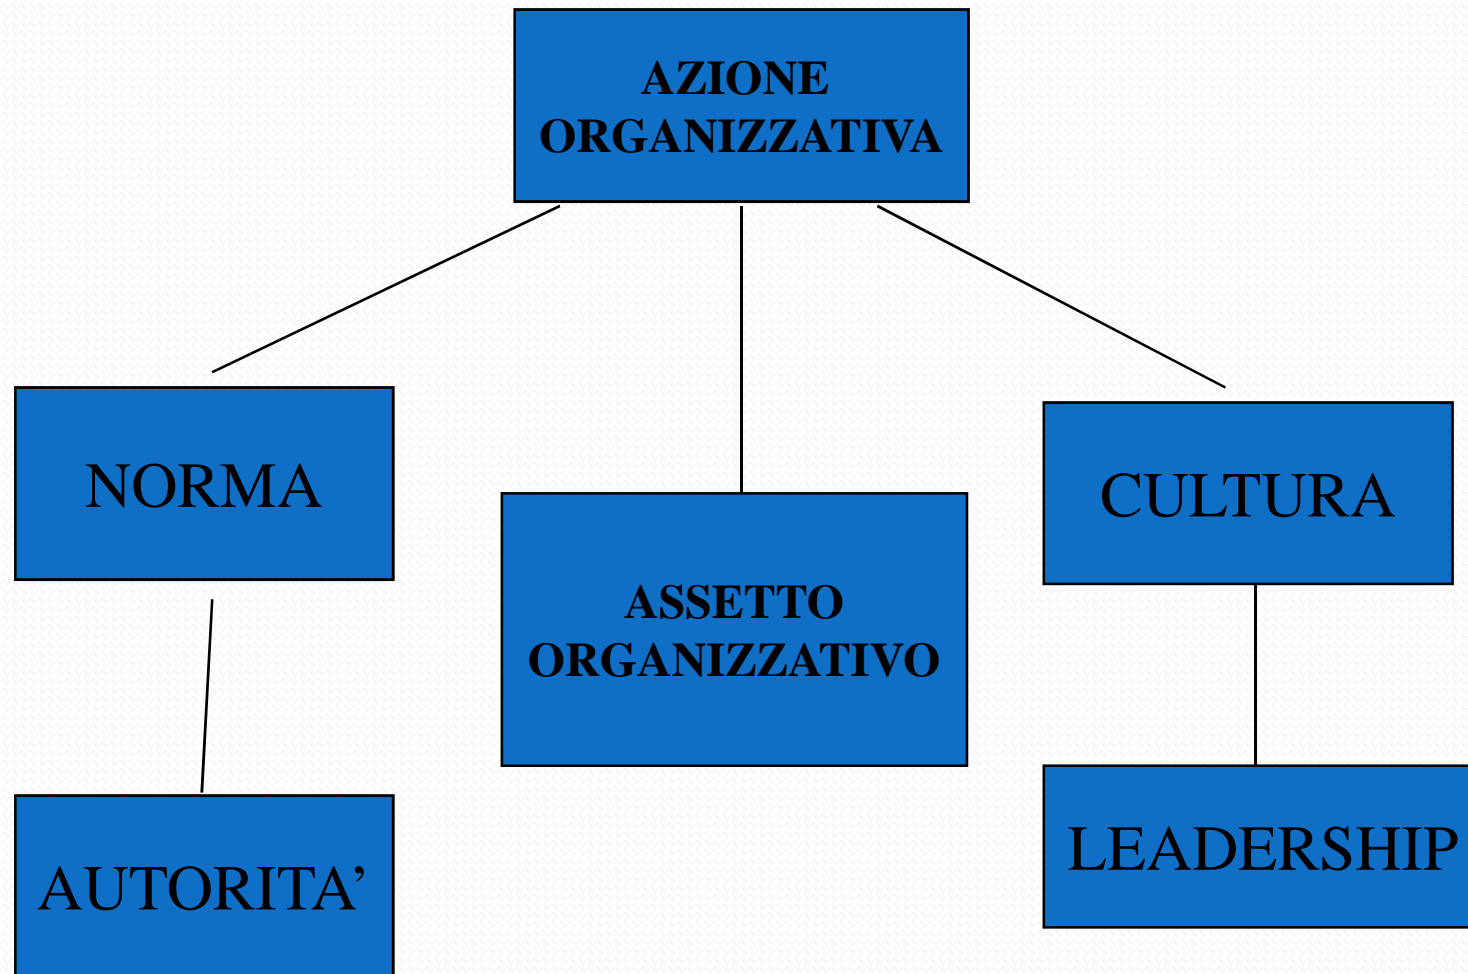 AZIONE
ORGANIZZATIVA
NORMA
CULTURA
ASSETTO
ORGANIZZATIVO
AUTORITA’
LEADERSHIP